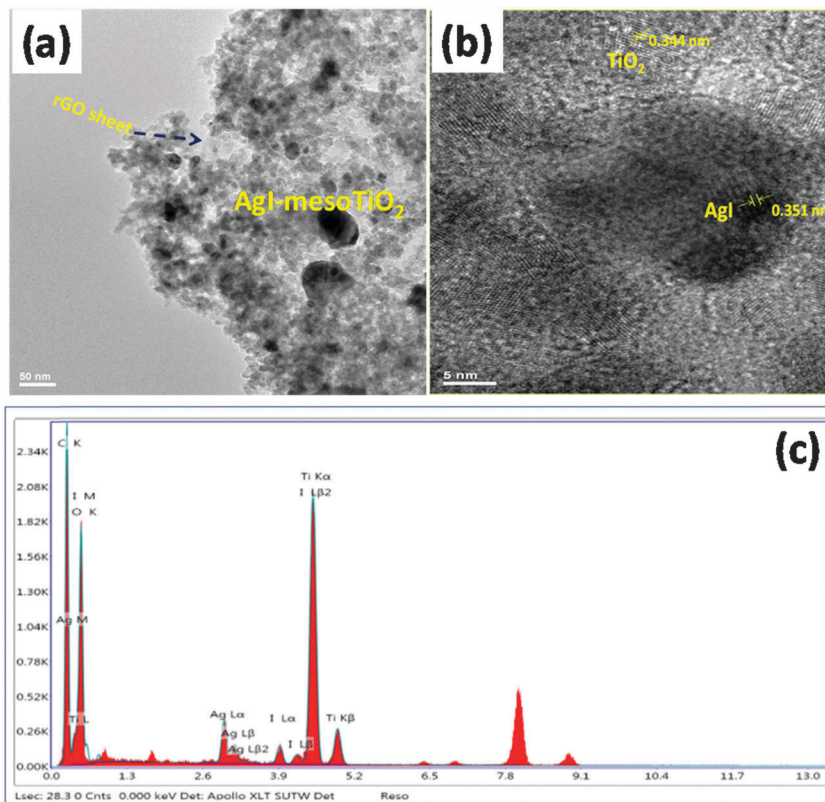 (a)
rGO sheet
AgI-mesoTiO2
50 nm
(b)
0.344 nm
TiO2
AgI
0.351 nm
5 nm
(c)
2.34K
2.08K
1.82K
1.56K
1.30K
1.04K
0.78K
0.52K
0.26K
0.00K
C K
I M
O K
Ag M
Ti L
Ag Lα
Ag Lβ
Ag Lβ2
I Lα
I Lβ
Ti Kα
I Lβ2
Ti Kβ
0.0 1.3 2.6 3.9 5.2 6.5 7.8 9.1 10.4 11.7 13.0
Lsec: 28.3 0 Cnts 0.000 keV Det: Apollo XLT SUTW Det Reso